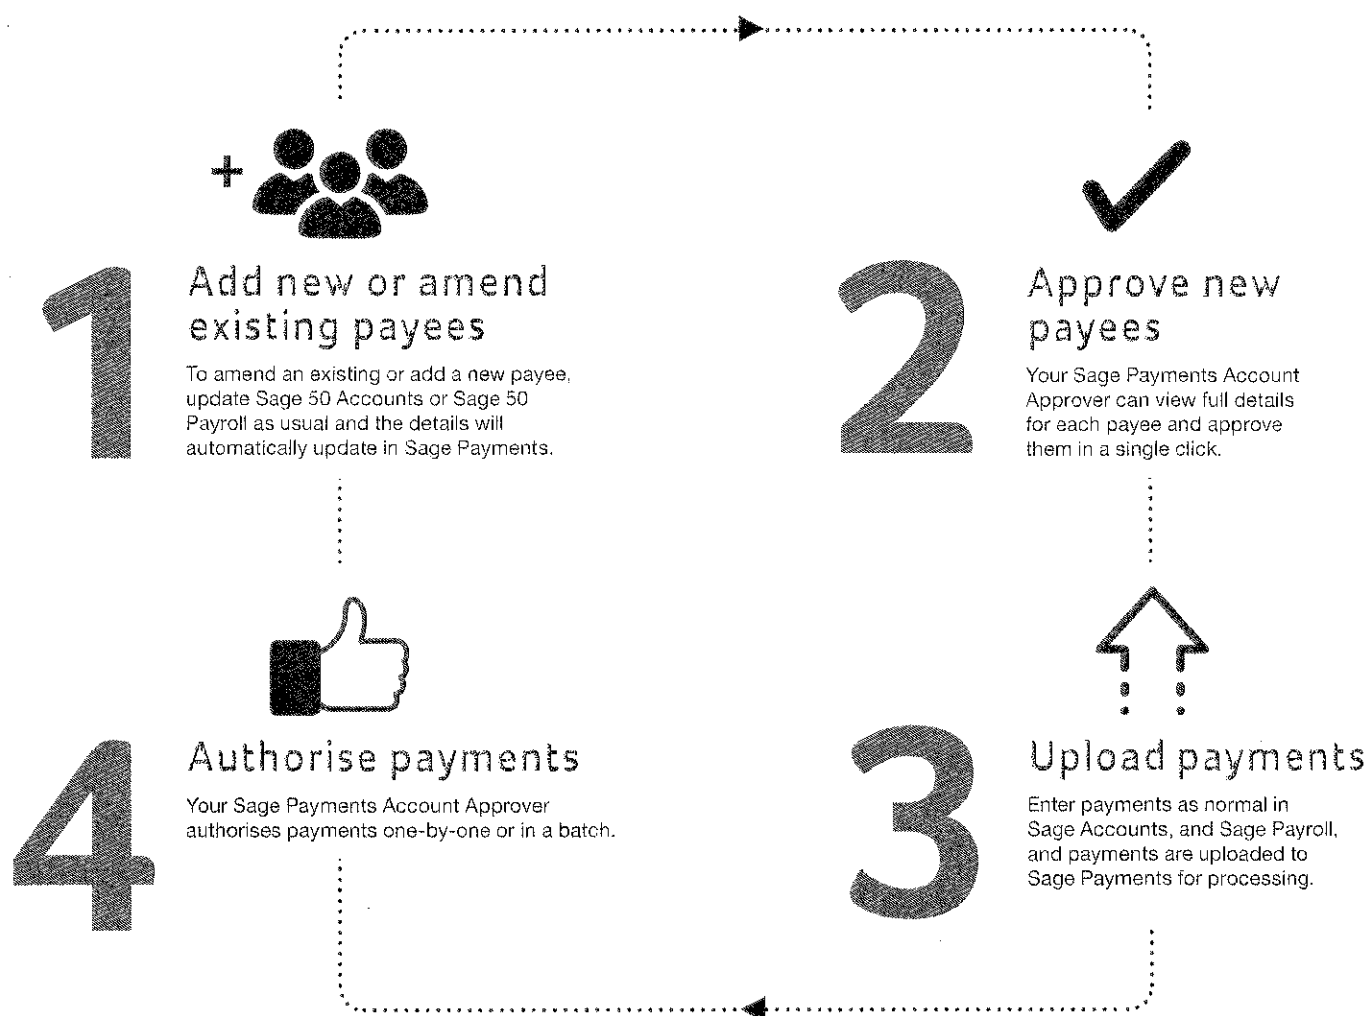 1
Add new or amend
existing payees
To amend an existing or add a new payee,
update Sage 50 Accounts or Sage 50
Payroll as usual and the details will
automatically update in Sage Payments.
2
Approve new
payees
Your Sage Payments Account
Approver can view full details
for each payee and approve
them in a single click.
3
Upload payments
Enter payments as normal in
Sage Accounts, and Sage Payroll,
and payments are uploaded to
Sage Payments for processing.
4
Authorise payments
Your Sage Payments Account Approver
authorises payments one-by-one or in a batch.